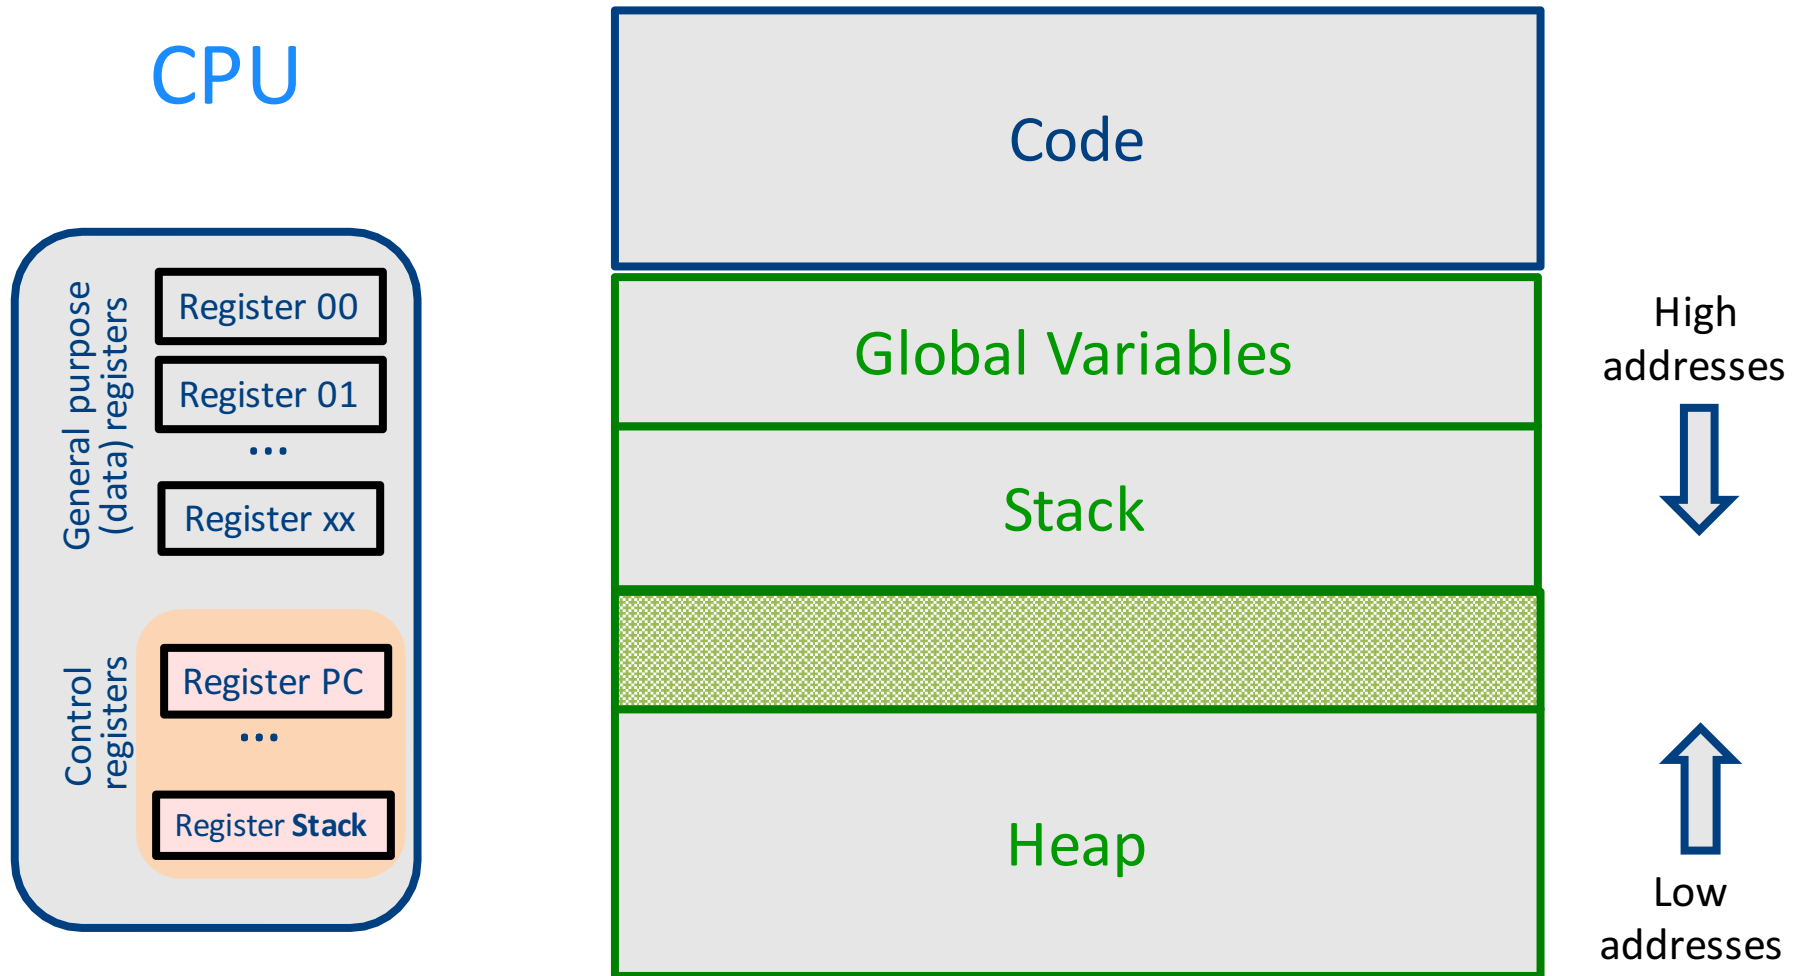 CPU
General purpose
(data) registers
Register 00
Register 01
...
Register xx
Control
registers
Register PC
...
Register Stack
Code
Global Variables
Stack
Heap
High
addresses
Low
addresses